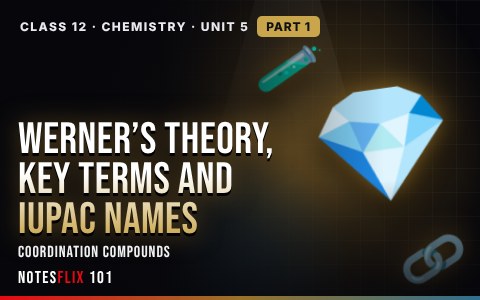 CLASS 12 · CHEMISTRY · UNIT 5 PART 1
WERNER’S THEORY,
KEY TERMS AND
IUPAC NAMES
COORDINATION COMPOUNDS
NOTESFLIX 101